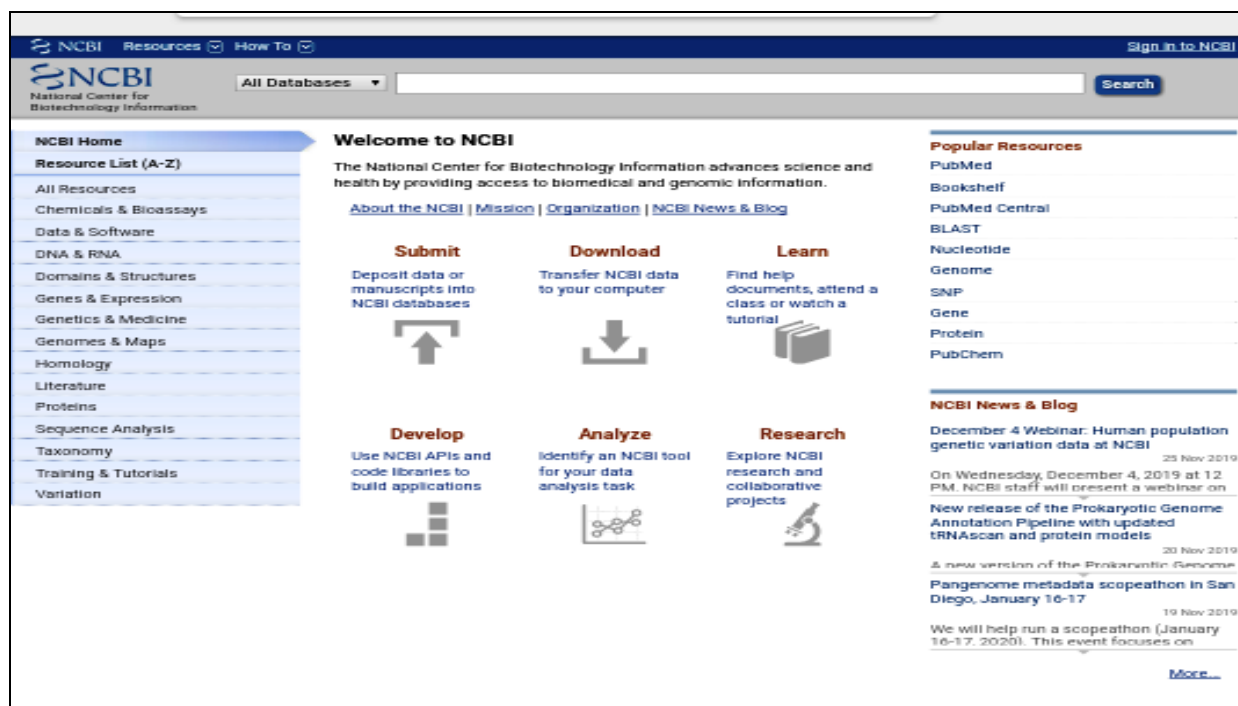 NCBI Resources How To Sign in to NCBI
NCBI
National Center for
Biotechnology Information
All Databases
Search
NCBI Home
Resource List (A-Z)
All Resources
Chemicals & Bioassays
Data & Software
DNA & RNA
Domains & Structures
Genes & Expression
Genetics & Medicine
Genomes & Maps
Homology
Literature
Proteins
Sequence Analysis
Taxonomy
Training & Tutorials
Variation
Welcome to NCBI
The National Center for Biotechnology Information advances science and
health by providing access to biomedical and genomic information.
About the NCBI | Mission | Organization | NCBI News & Blog
Submit
Deposit data or
manuscripts into
NCBI databases
Download
Transfer NCBI data
to your computer
Learn
Find help
documents, attend a
class or watch a
tutorial
Develop
Use NCBI APIs and
code libraries to
build applications
Analyze
Identify an NCBI tool
for your data
analysis task
Research
Explore NCBI
research and
collaborative
projects
Popular Resources
PubMed
Bookshelf
PubMed Central
BLAST
Nucleotide
Genome
SNP
Gene
Protein
PubChem
NCBI News & Blog
December 4 Webinar: Human population
genetic variation data at NCBI
25 Nov 2019
On Wednesday, December 4, 2019 at 12
PM, NCBI staff will present a webinar on
New release of the Prokaryotic Genome
Annotation Pipeline with updated
tRNAscan and protein models
20 Nov 2019
A new version of the Prokaryotic Genome
Pangenome metadata scopeathon in San
Diego, January 16-17
19 Nov 2019
We will help run a scopeathon (January
16-17, 2020). This event focuses on
More...